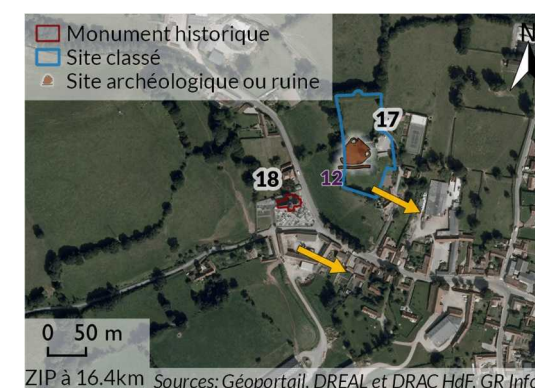 Monument historique
Site classé
Site archéologique ou ruine
N
17
12
18
0 50 m
ZIP à 16.4km Sources: Géoportail, DREAL et DRAC HdF, GR Info